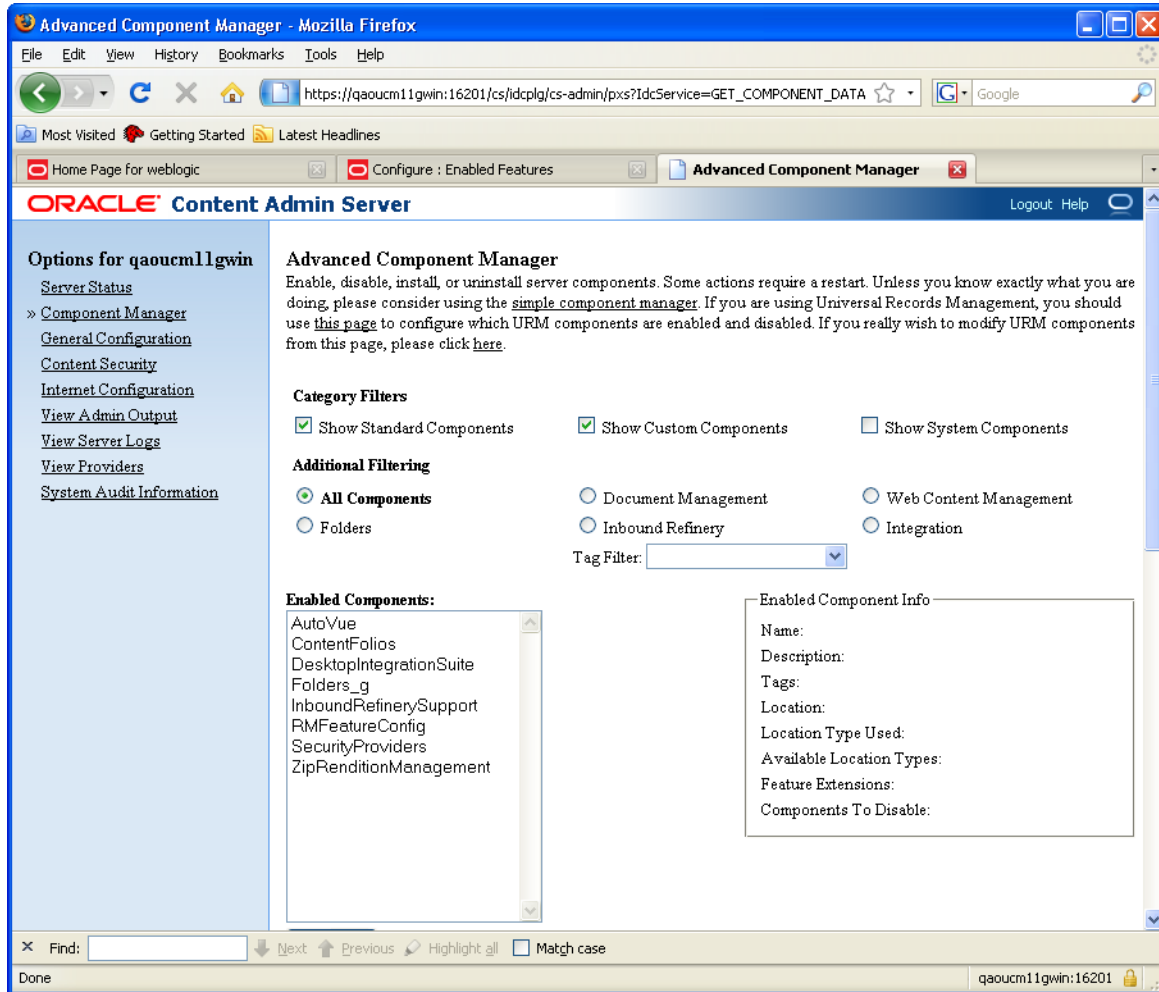 Advanced Component Manager - Mozilla Firefox
File Edit View History Bookmarks Tools Help
https://qaoucm11gwin:16201/cs/idcplg/cs-admin/pxs?IdcService=GET_COMPONENT_DATA
G Google
Most Visited Getting Started Latest Headlines
Home Page for weblogic Configure : Enabled Features Advanced Component Manager
ORACLE Content Admin Server Logout Help
Options for qaoucm11gwin
Server Status
» Component Manager
General Configuration
Content Security
Internet Configuration
View Admin Output
View Server Logs
View Providers
System Audit Information
Advanced Component Manager
Enable, disable, install, or uninstall server components. Some actions require a restart. Unless you know exactly what you are
doing, please consider using the simple component manager. If you are using Universal Records Management, you should
use this page to configure which URM components are enabled and disabled. If you really wish to modify URM components
from this page, please click here.
Category Filters
Show Standard Components Show Custom Components Show System Components
Additional Filtering
All Components Document Management Web Content Management
Folders Inbound Refinery Integration
Tag Filter:
Enabled Components:
AutoVue
ContentFolios
DesktopIntegrationSuite
Folders_g
InboundRefinerySupport
RMFeatureConfig
SecurityProviders
ZipRenditionManagement
Enabled Component Info
Name:
Description:
Tags:
Location:
Location Type Used:
Available Location Types:
Feature Extensions:
Components To Disable:
× Find: Next Previous Highlight all Match case
Done qaoucm11gwin:16201